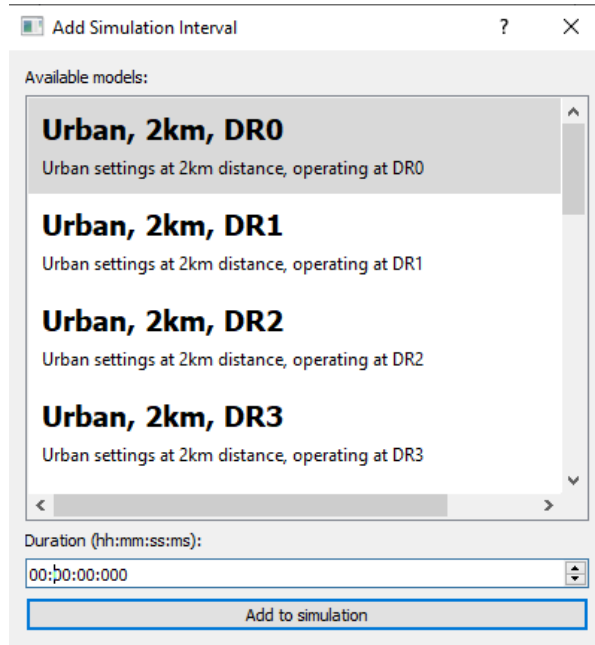 Add Simulation Interval
?
Available models:
Urban, 2km, DR0
Urban settings at 2km distance, operating at DR0
Urban, 2km, DR1
Urban settings at 2km distance, operating at DR1
Urban, 2km, DR2
Urban settings at 2km distance, operating at DR2
Urban, 2km, DR3
Urban settings at 2km distance, operating at DR3
Duration (hh:mm:ss:ms):
00:00:00:000
Add to simulation